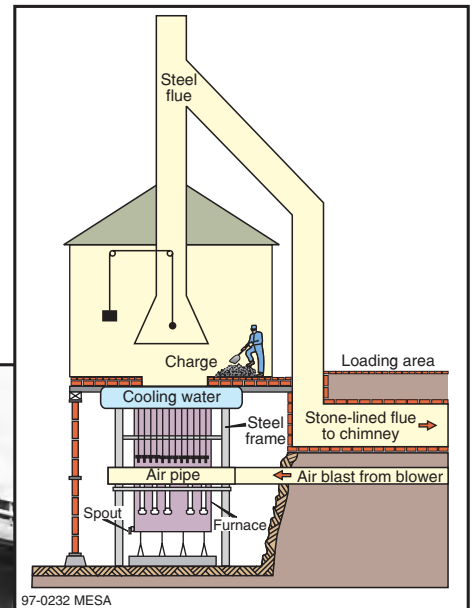 Steel
flue
Charge
Loading area
Cooling water
Steel
frame
Stone-lined flue
to chimney
Air pipe
Air blast from blower
Spout
Furnace
97-0232 MESA